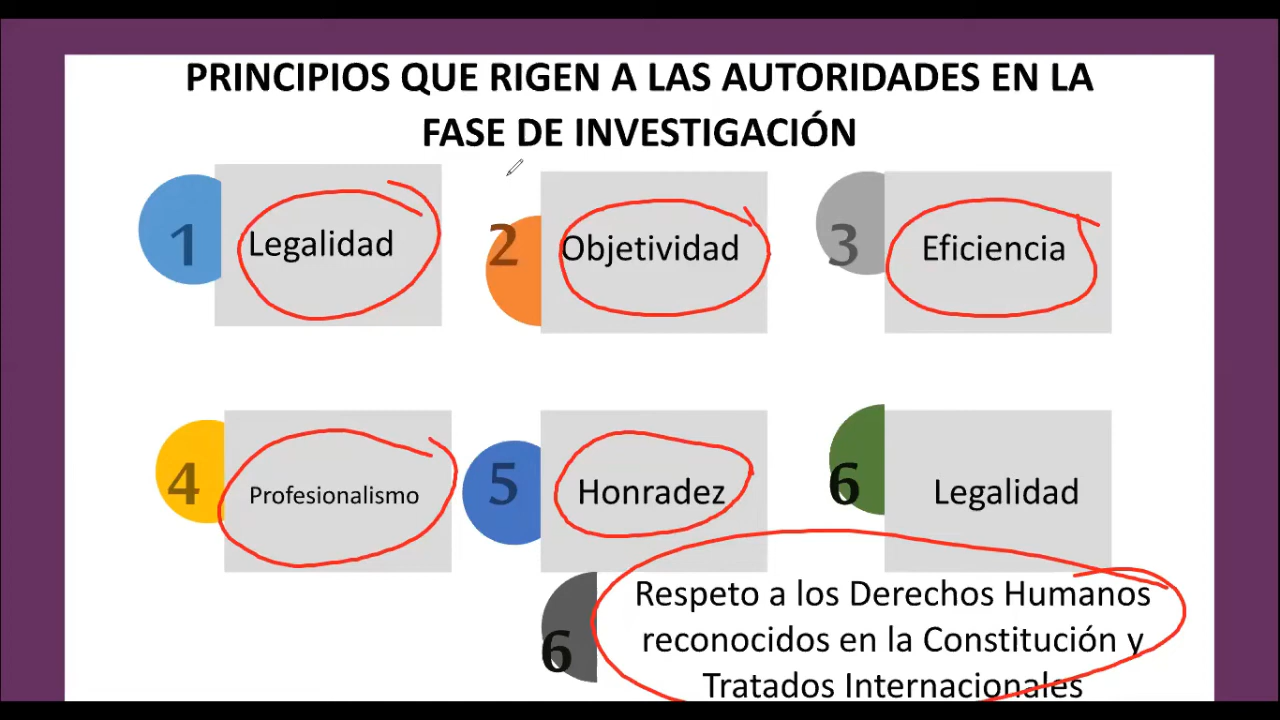 PRINCIPIOS QUE RIGEN A LAS AUTORIDADES EN LA
FASE DE INVESTIGACIÓN
1
Legalidad
2
Objetividad
3
Eficiencia
4
Profesionalismo
5
Honradez
6
Legalidad
6
Respeto a los Derechos Humanos
reconocidos en la Constitución y
Tratados Internacionales